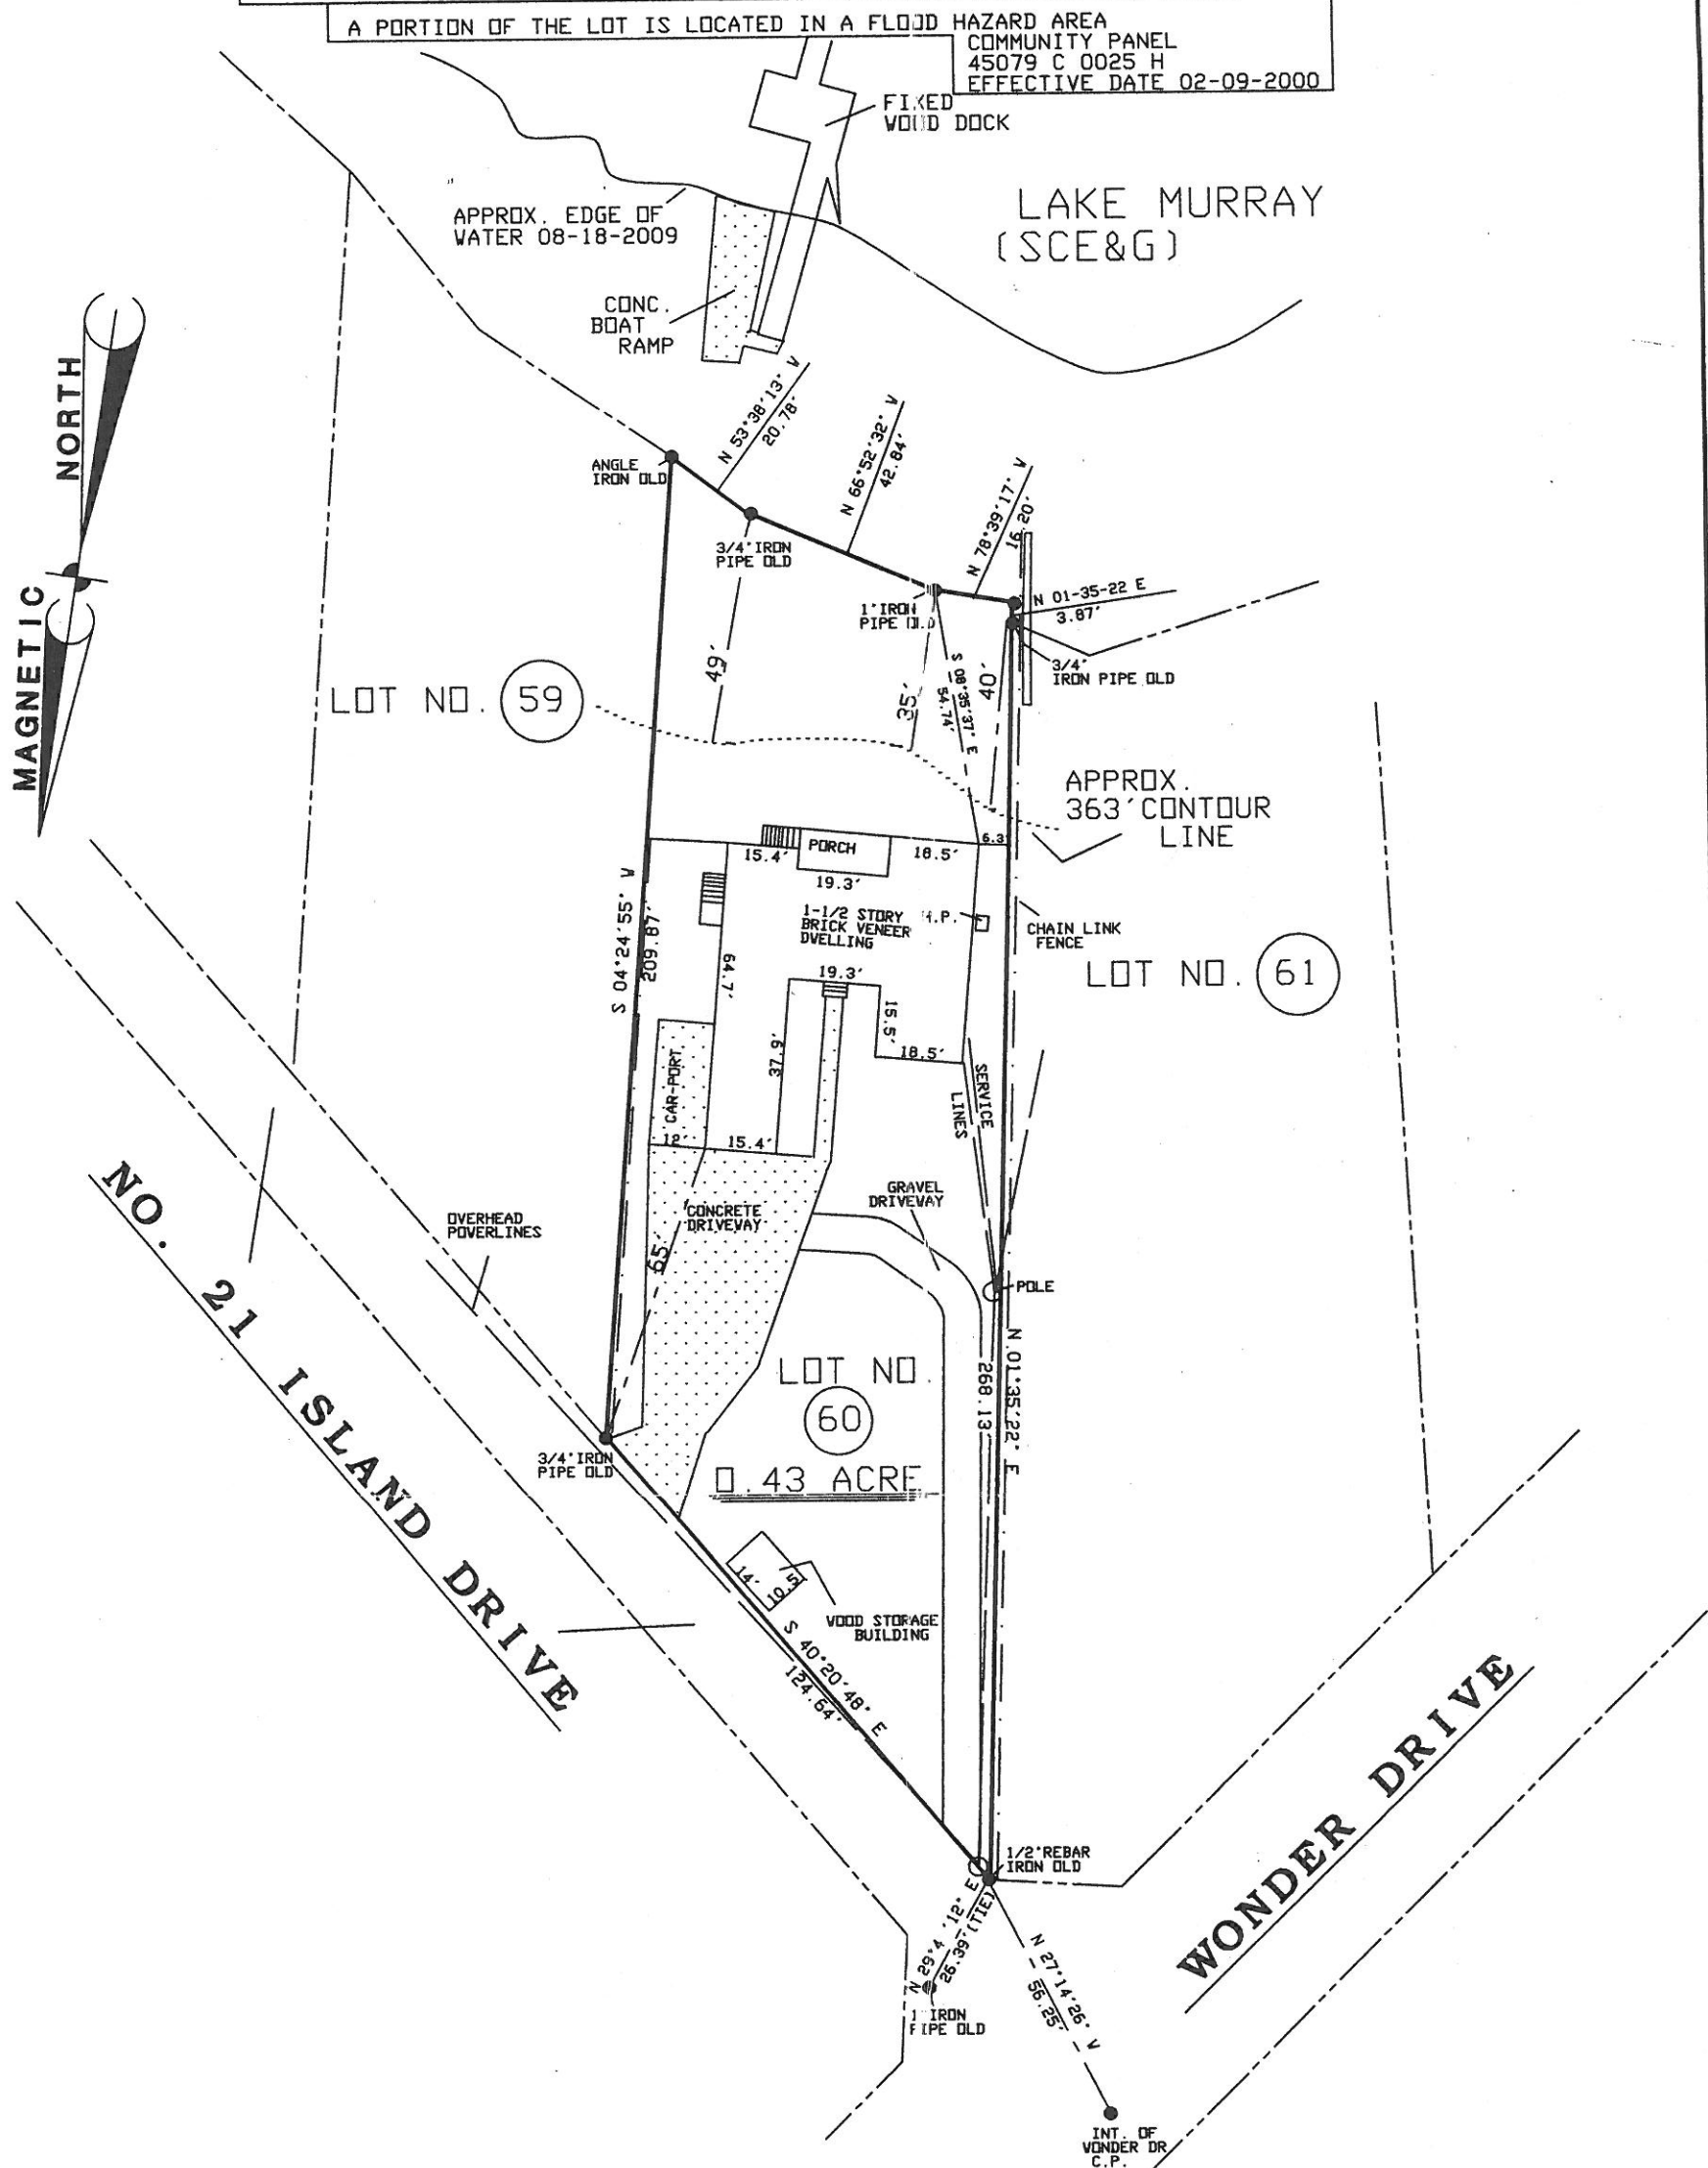 A PORTION OF THE LOT IS LOCATED IN A FLOOD HAZARD AREA
COMMUNITY PANEL
45079 C 0025 H
EFFECTIVE DATE 02-09-2000
FIXED
WOOD DOCK
LAKE MURRAY
(SCE&G)
APPROX. EDGE OF
WATER 08-18-2009
CONC.
BOAT
RAMP
NORTH
MAGNETIC
N 53°38'13" W
20.78'
N 66°52'32" W
42.84'
N 78°39'17" W
16.20'
ANGLE
IRON OLD
3/4" IRON
PIPE OLD
1" IRON
PIPE OLD
N 01-35-22 E
3.87'
3/4"
IRON PIPE OLD
49'
35'
S 08°35'37" E
54.74'
40'
LOT NO. 59
APPROX.
363' CONTOUR
LINE
6.3'
15.4'
PORCH
18.5'
19.3'
1-1/2 STORY
BRICK VENEER
DWELLING
H.P.
CHAIN LINK
FENCE
LOT NO. 61
S 04°24'55" W
209.87'
64.7'
19.3'
15.5'
18.5'
37.9'
CAR-PORT
12'
15.4'
SERVICE
LINES
GRAVEL
DRIVEWAY
CONCRETE
DRIVEWAY
65'
OVERHEAD
POWERLINES
POLE
N 01°35'22" E
268.13'
LOT NO.
60
0.43 ACRE
3/4" IRON
PIPE OLD
NO. 21 ISLAND DRIVE
14'
10.5
WOOD STORAGE
BUILDING
S 40°20'48" E
124.64'
1/2" REBAR
IRON OLD
WONDER DRIVE
26.39' (TIE)
1" IRON
PIPE OLD
N 27°14'26" W
56.25'
INT. OF
WONDER DR
C.P.